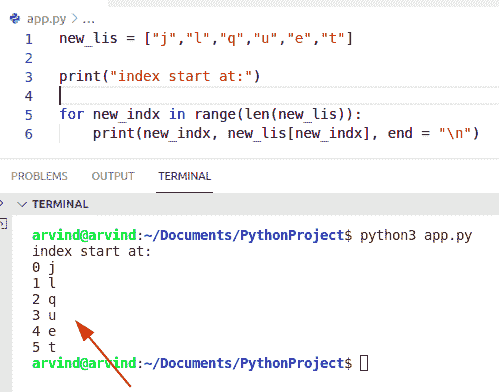 app.py > ...
1 new_lis = ["j","l","q","u","e","t"]
2
3 print("index start at:")
4
5 for new_indx in range(len(new_lis)):
6     print(new_indx, new_lis[new_indx], end = "\n")
PROBLEMS OUTPUT TERMINAL
TERMINAL
arvind@arvind:~/Documents/PythonProject$ python3 app.py
index start at:
0 j
1 l
2 q
3 u
4 e
5 t
arvind@arvind:~/Documents/PythonProject$